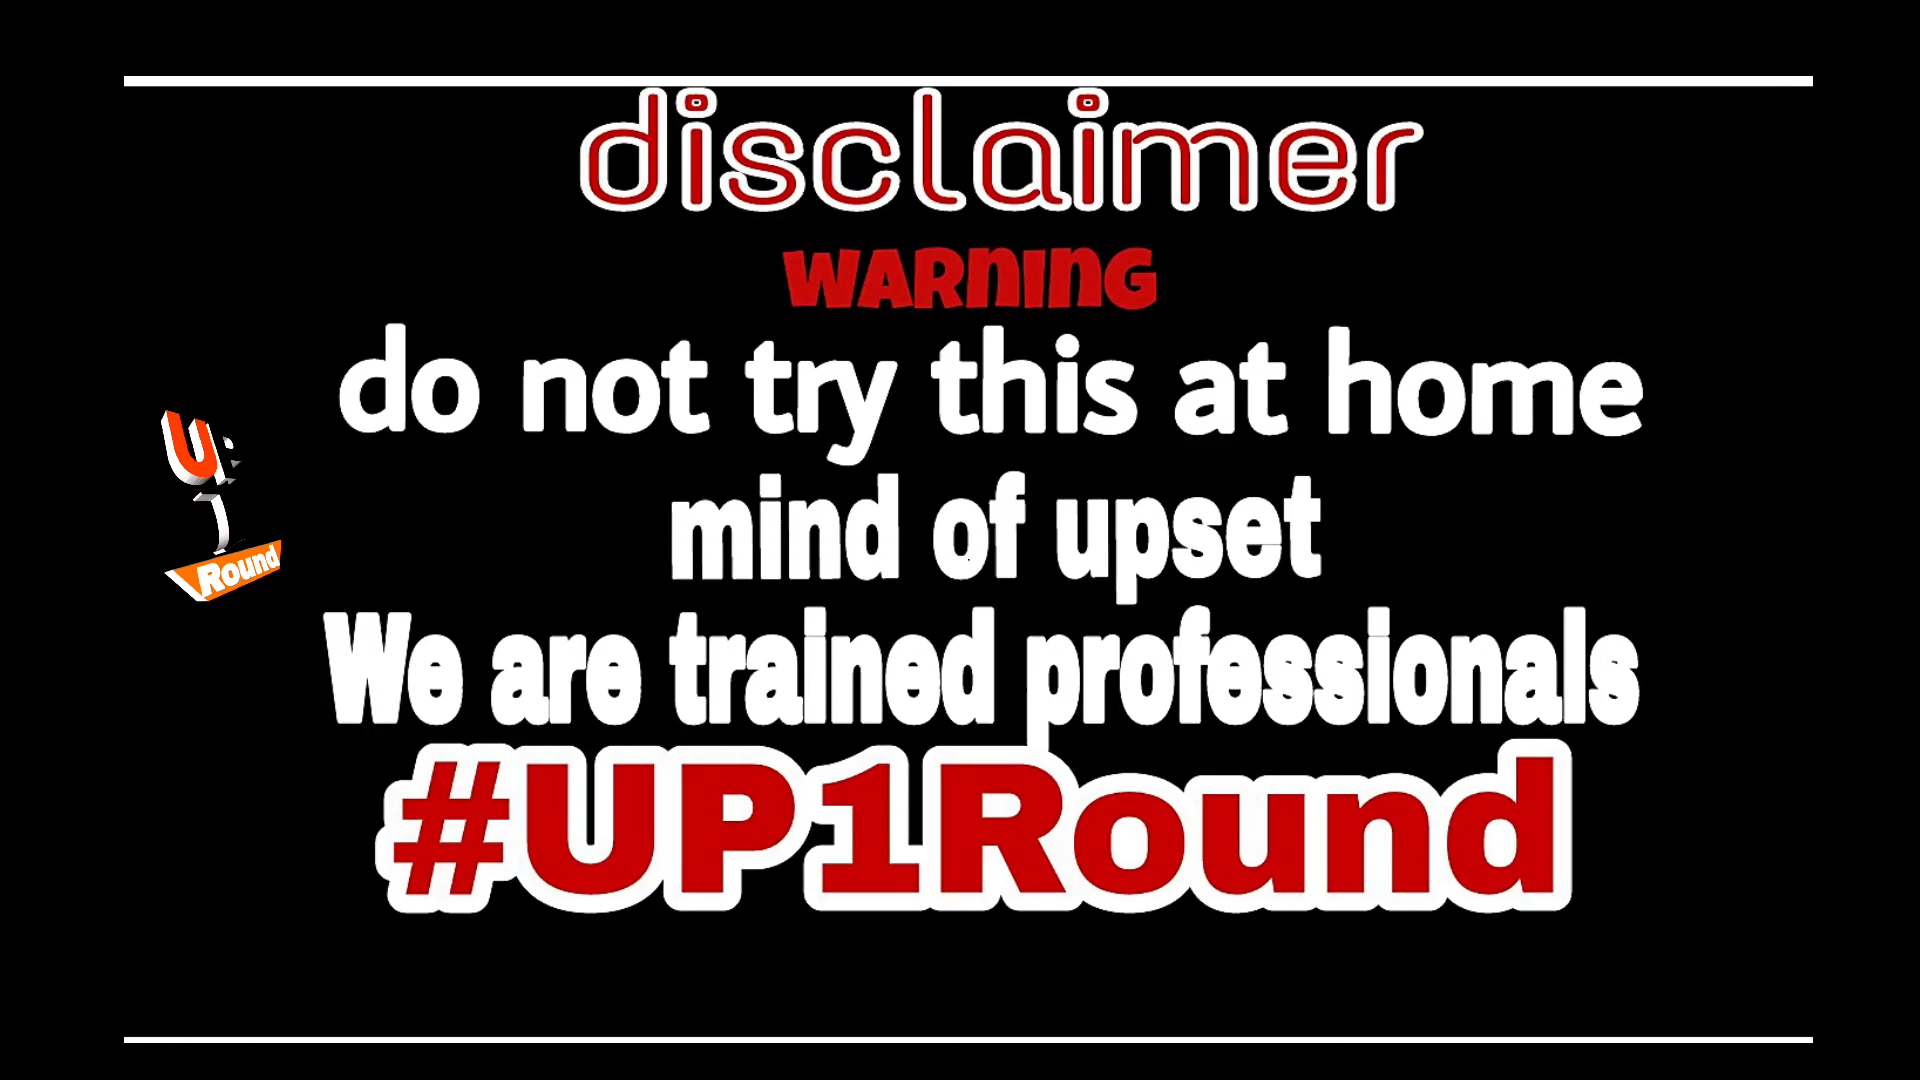 disclaimer
WARNING
do not try this at home
mind of upset
We are trained professionals
#UP1Round
U
Round